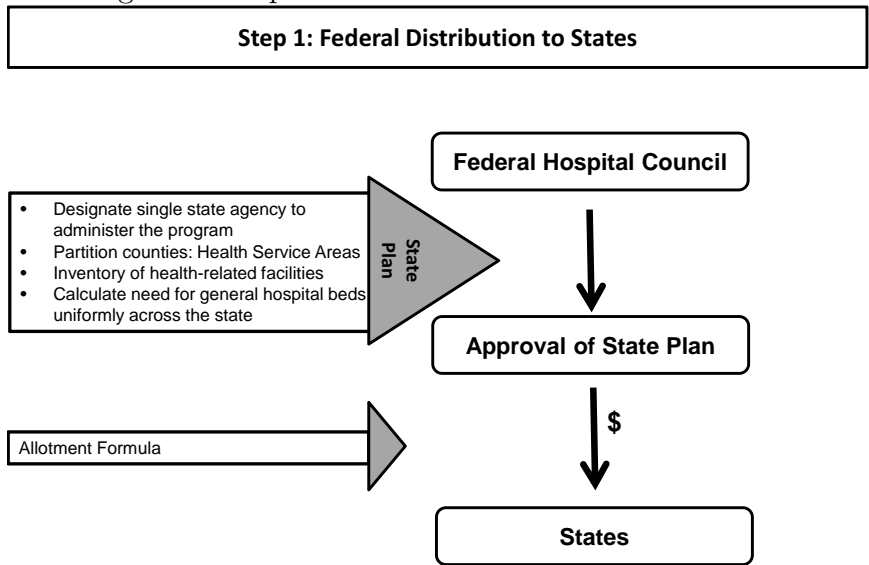 Step 1: Federal Distribution to States
Federal Hospital Council
• Designate single state agency to
administer the program
• Partition counties: Health Service Areas
• Inventory of health-related facilities
• Calculate need for general hospital beds
uniformly across the state
State
Plan
Approval of State Plan
$
Allotment Formula
States